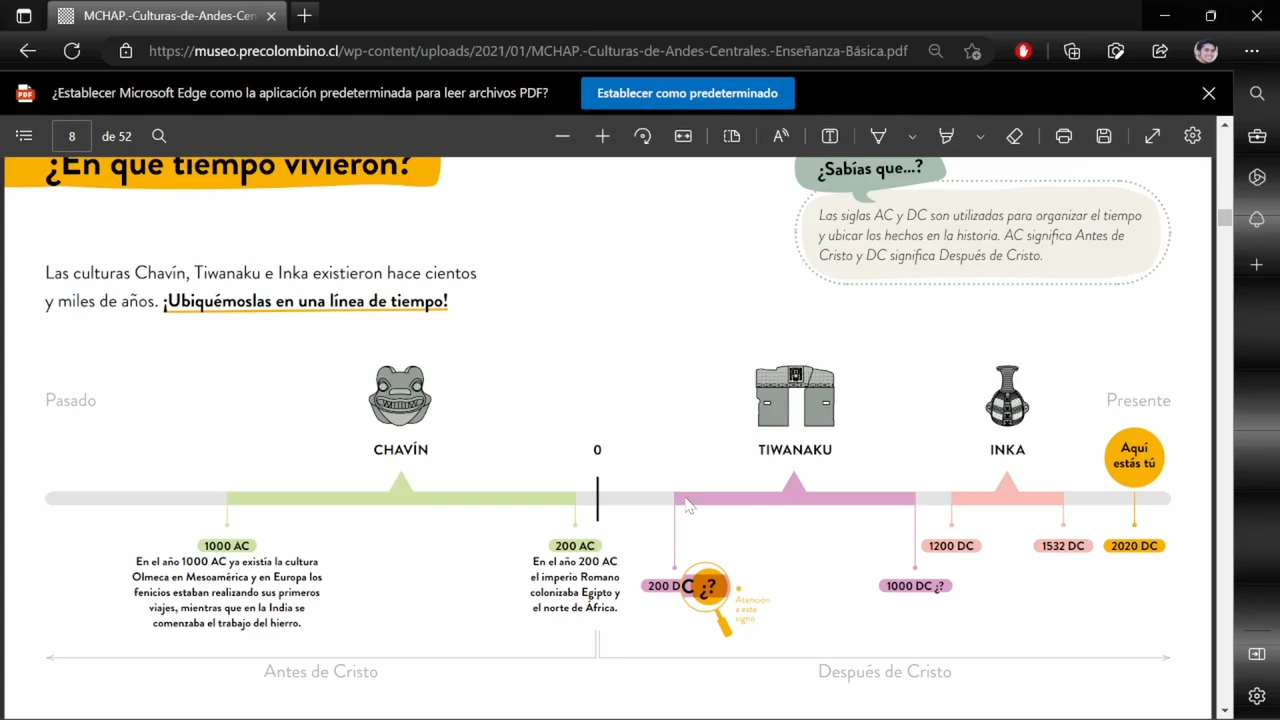 MCHAP.-Culturas-de-Andes-Cen
https://museo.precolombino.cl/wp-content/uploads/2021/01/MCHAP.-Culturas-de-Andes-Centrales.-Enseñanza-Básica.pdf
PDF
¿Establecer Microsoft Edge como la aplicación predeterminada para leer archivos PDF?
Establecer como predeterminado
8
de 52
¿En qué tiempo vivieron?
¿Sabías que...?
Las siglas AC y DC son utilizadas para organizar el tiempo
y ubicar los hechos en la historia. AC significa Antes de
Cristo y DC significa Después de Cristo.
Las culturas Chavín, Tiwanaku e Inka existieron hace cientos
y miles de años. ¡Ubiquémoslas en una línea de tiempo!
Pasado
Presente
CHAVÍN
0
TIWANAKU
INKA
Aquí
estás tú
1000 AC
En el año 1000 AC ya existía la cultura
Olmeca en Mesoamérica y en Europa los
fenicios estaban realizando sus primeros
viajes, mientras que en la India se
comenzaba el trabajo del hierro.
200 AC
En el año 200 AC
el imperio Romano
colonizaba Egipto y
el norte de África.
200 DC ¿?
*
Atención
a este
signo
1000 DC ¿?
1200 DC
1532 DC
2020 DC
Antes de Cristo
Después de Cristo